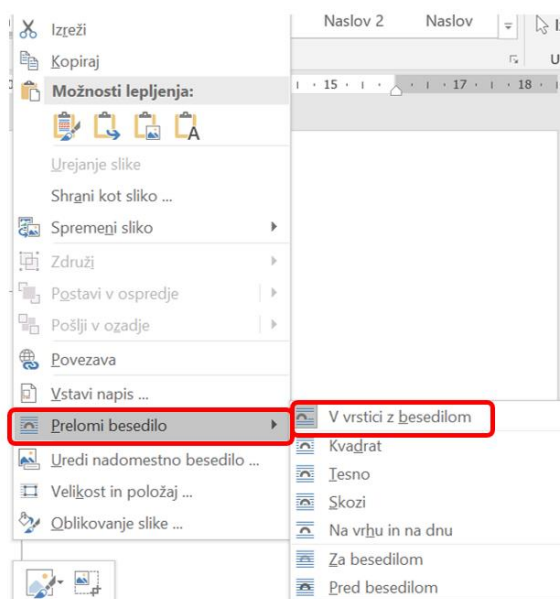 Naslov 2 Naslov
Izreži
Kopiraj
Možnosti lepljenja:
15 17 18
A
Urejanje slike
Shrani kot sliko ...
Spremeni sliko
Združi
Postavi v ospredje
Pošlji v ozadje
Povezava
Vstavi napis ...
Prelomi besedilo
Uredi nadomestno besedilo ...
Velikost in položaj ...
Oblikovanje slike ...
V vrstici z besedilom
Kvadrat
Tesno
Skozi
Na vrhu in na dnu
Za besedilom
Pred besedilom